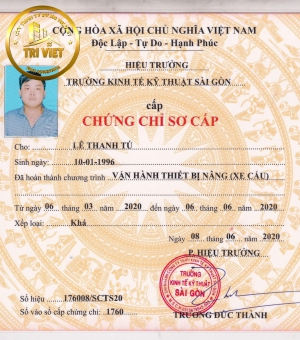 CỘNG HÒA XÃ HỘI CHỦ NGHĨA VIỆT NAM
Độc Lập - Tự Do - Hạnh Phúc
TRÍ VIỆT
HIỆU TRƯỞNG
TRƯỜNG KINH TẾ KỸ THUẬT SÀI GÒN
cấp
CHỨNG CHỈ SƠ CẤP
Cho: LÊ THANH TÚ
Sinh ngày: 10-01-1996
Đã hoàn thành chương trình VẬN HÀNH THIẾT BỊ NÂNG (XE CẨU)
Từ ngày 06 tháng 03 năm 2020 đến ngày 06 tháng 06 năm 2020
Xếp loại: Khá
Ngày 08 tháng 06 năm 2020
P.HIỆU TRƯỞNG
TRƯỜNG
KINH TẾ KỸ THUẬT
SÀI GÒN
Số hiệu 176008/SCTS20
Số vào sổ cấp chứng chỉ: 1760
TRƯƠNG ĐỨC THÀNH